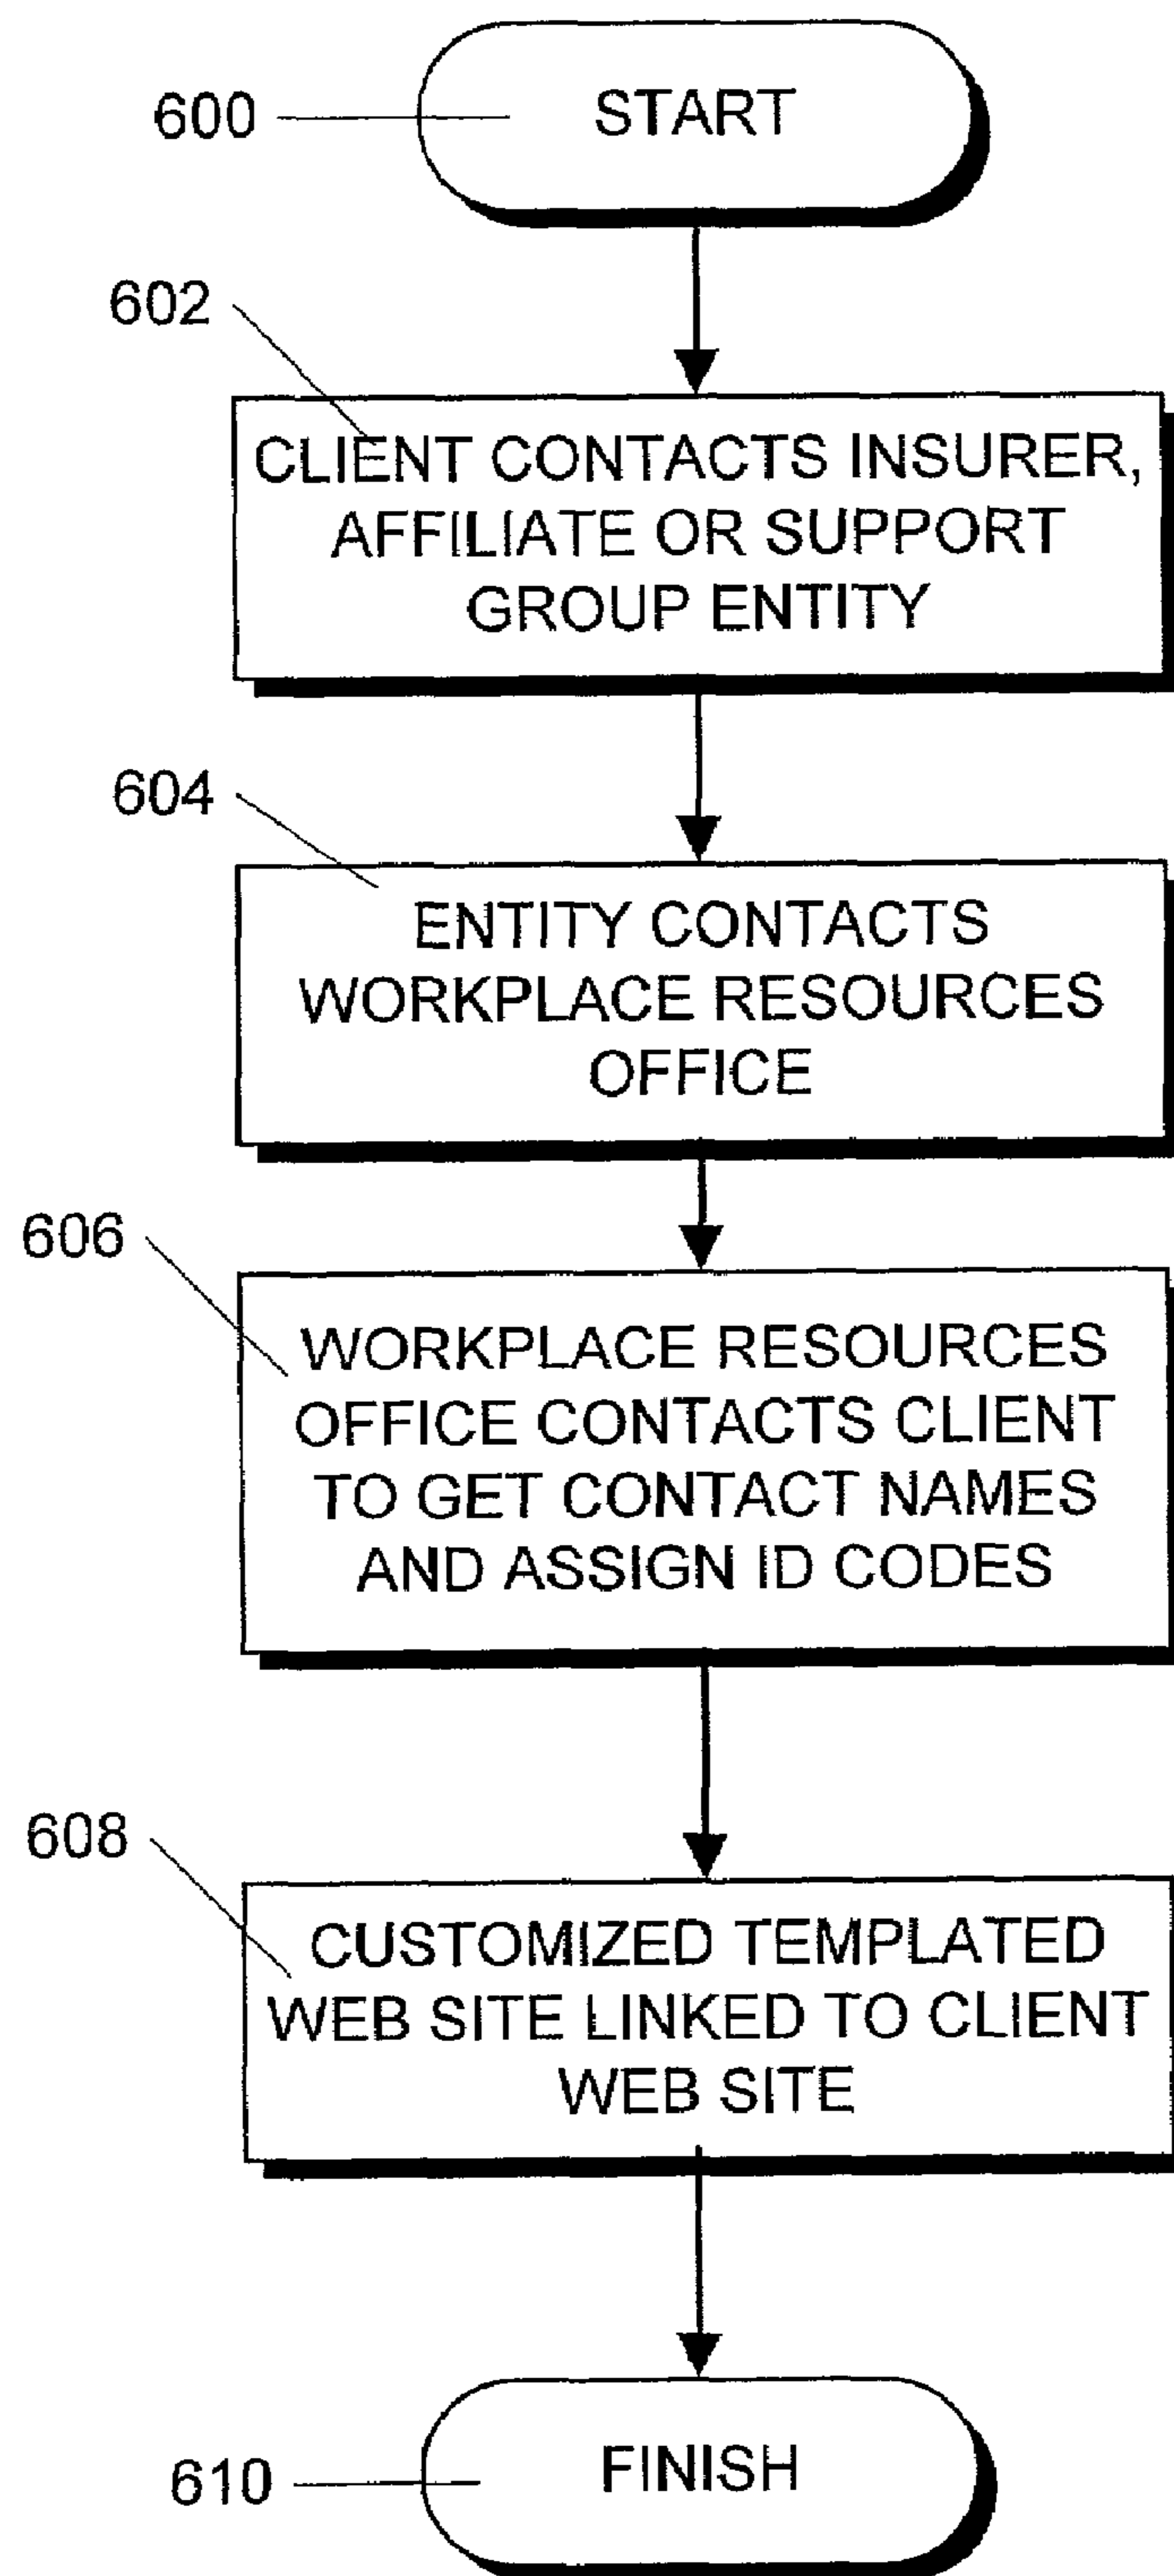 600
START
602
CLIENT CONTACTS INSURER,
AFFILIATE OR SUPPORT
GROUP ENTITY
604
ENTITY CONTACTS
WORKPLACE RESOURCES
OFFICE
606
WORKPLACE RESOURCES
OFFICE CONTACTS CLIENT
TO GET CONTACT NAMES
AND ASSIGN ID CODES
608
CUSTOMIZED TEMPLATED
WEB SITE LINKED TO CLIENT
WEB SITE
610
FINISH